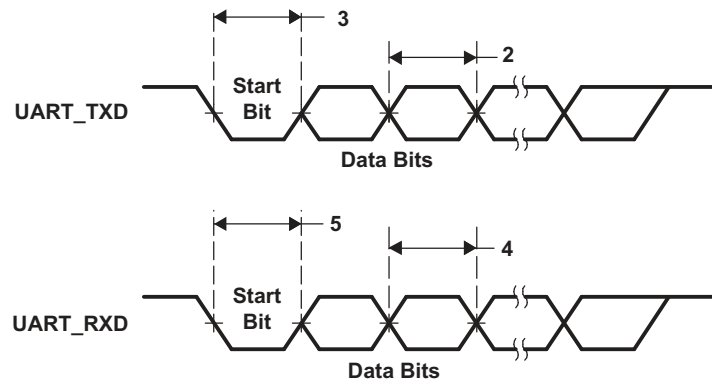 3
2
UART_TXD
Start
Bit
Data Bits
5
4
UART_RXD
Start
Bit
Data Bits